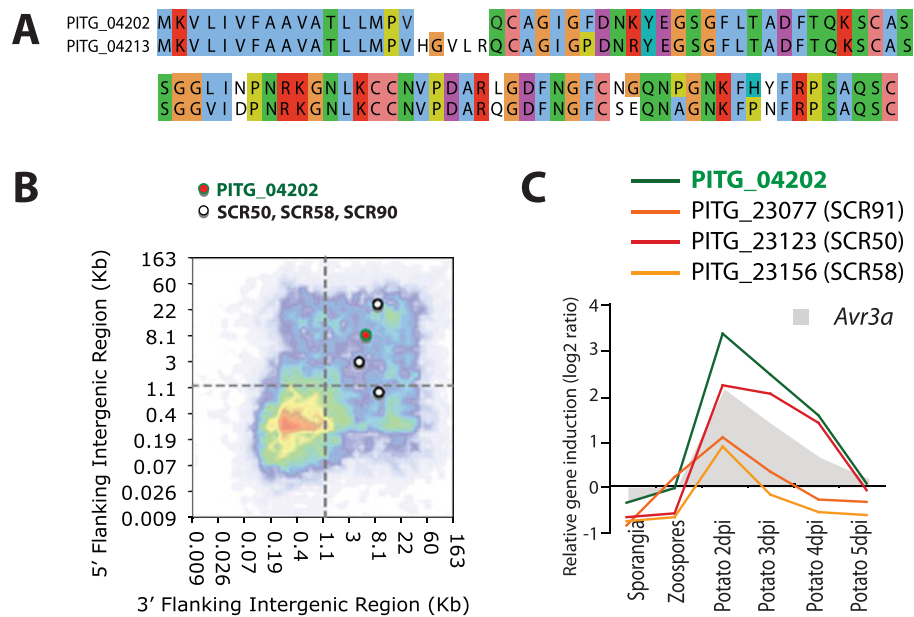 A
PITG_04202 MKVLIVFAAVATLLMPV QCAGIGFDNKYEGSGFLTADFTQKSCAS
PITG_04213 MKVLIVFAAVATLLMPVHGVLRQCAGIGPDNRYEGSGFLTADFTQKSCAS
SGGLINPNRKGNLKCCNVPDARLGDFNGFCNGQNPGNKFHYFRPSAQSC
SGGVIDPNRKGNLKCCNVPDARQGDFNGFCSEQNAGNKFPNFRPSAQSC
B
PITG_04202
SCR50, SCR58, SCR90
5' Flanking Intergenic Region (Kb)
163
60
22
8.1
3
1.1
0.4
0.19
0.07
0.026
0.009
0.009 0.026 0.07 0.19 0.4 1.1 3 8.1 22 60 163
3' Flanking Intergenic Region (Kb)
C
PITG_04202
PITG_23077 (SCR91)
PITG_23123 (SCR50)
PITG_23156 (SCR58)
Avr3a
Relative gene induction (log2 ratio)
4
3
2
1
0
-1
Sporangia Zoospores Potato 2dpi Potato 3dpi Potato 4dpi Potato 5dpi